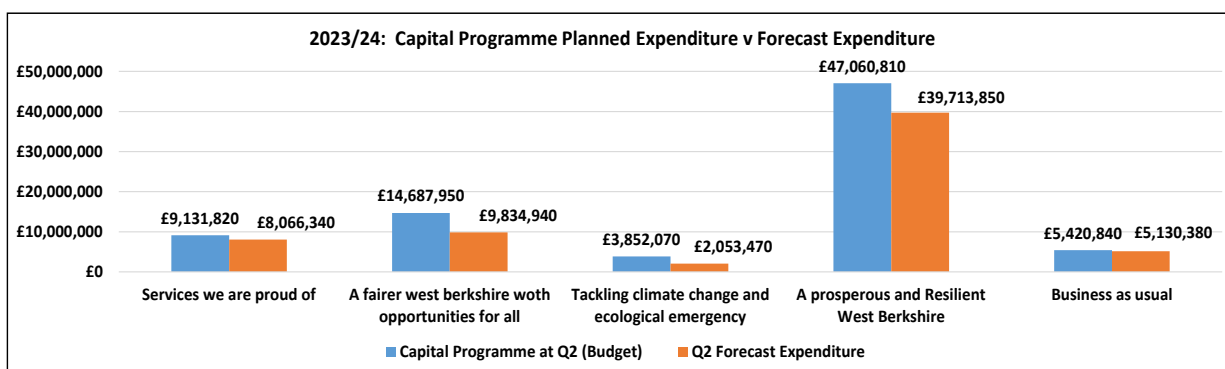 2023/24: Capital Programme Planned Expenditure v Forecast Expenditure
£50,000,000
£40,000,000
£30,000,000
£20,000,000
£10,000,000
£0
£9,131,820
£8,066,340
£14,687,950
£9,834,940
£3,852,070
£2,053,470
£47,060,810
£39,713,850
£5,420,840
£5,130,380
Services we are proud of
A fairer west berkshire woth
opportunities for all
Tackling climate change and
ecological emergency
A prosperous and Resilient
West Berkshire
Business as usual
Capital Programme at Q2 (Budget)
Q2 Forecast Expenditure